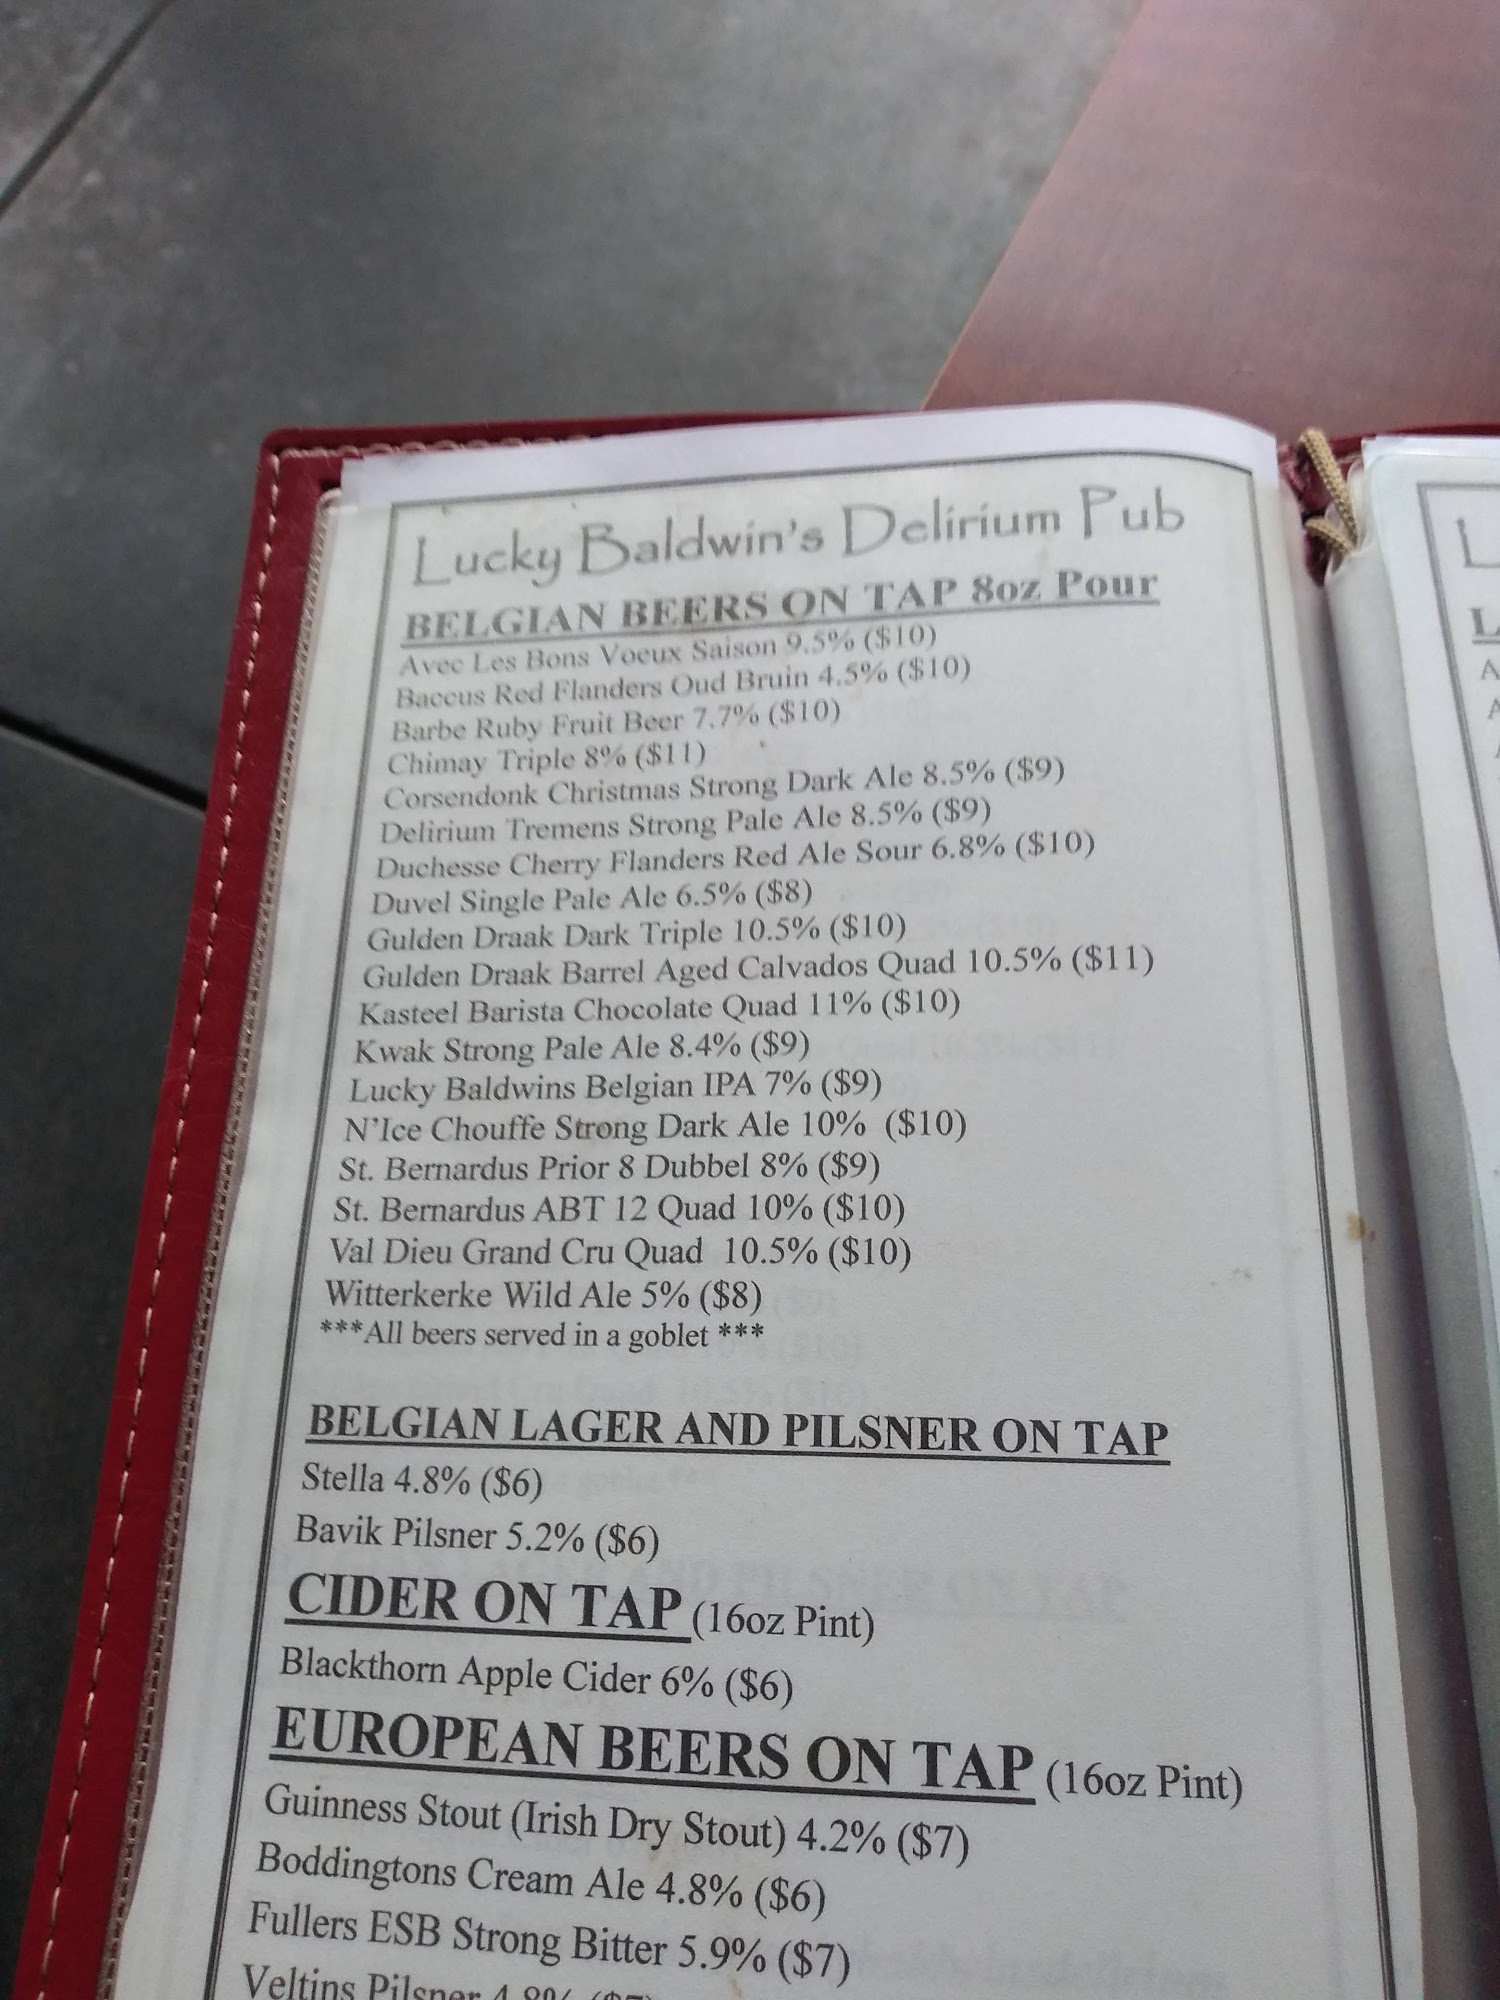 Lucky Baldwin's Delirium Pub
BELGIAN BEERS ON TAP 8oz Pour
Avec Les Bons Voeux Saison 9.5% ($10)
Baccus Red Flanders Oud Bruin 4.5% ($10)
Barbe Ruby Fruit Beer 7.7% ($10)
Chimay Triple 8% ($11)
Corsendonk Christmas Strong Dark Ale 8.5% ($9)
Delirium Tremens Strong Pale Ale 8.5% ($9)
Duchesse Cherry Flanders Red Ale Sour 6.8% ($10)
Duvel Single Pale Ale 6.5% ($8)
Gulden Draak Dark Triple 10.5% ($10)
Gulden Draak Barrel Aged Calvados Quad 10.5% ($11)
Kasteel Barista Chocolate Quad 11% ($10)
Kwak Strong Pale Ale 8.4% ($9)
Lucky Baldwins Belgian IPA 7% ($9)
N'Ice Chouffe Strong Dark Ale 10% ($10)
St. Bernardus Prior 8 Dubbel 8% ($9)
St. Bernardus ABT 12 Quad 10% ($10)
Val Dieu Grand Cru Quad 10.5% ($10)
Witterkerke Wild Ale 5% ($8)
***All beers served in a goblet ***
BELGIAN LAGER AND PILSNER ON TAP
Stella 4.8% ($6)
Bavik Pilsner 5.2% ($6)
CIDER ON TAP (16oz Pint)
Blackthorn Apple Cider 6% ($6)
EUROPEAN BEERS ON TAP (16oz Pint)
Guinness Stout (Irish Dry Stout) 4.2% ($7)
Boddingtons Cream Ale 4.8% ($6)
Fullers ESB Strong Bitter 5.9% ($7)
Veltins Pilsner 4.8%